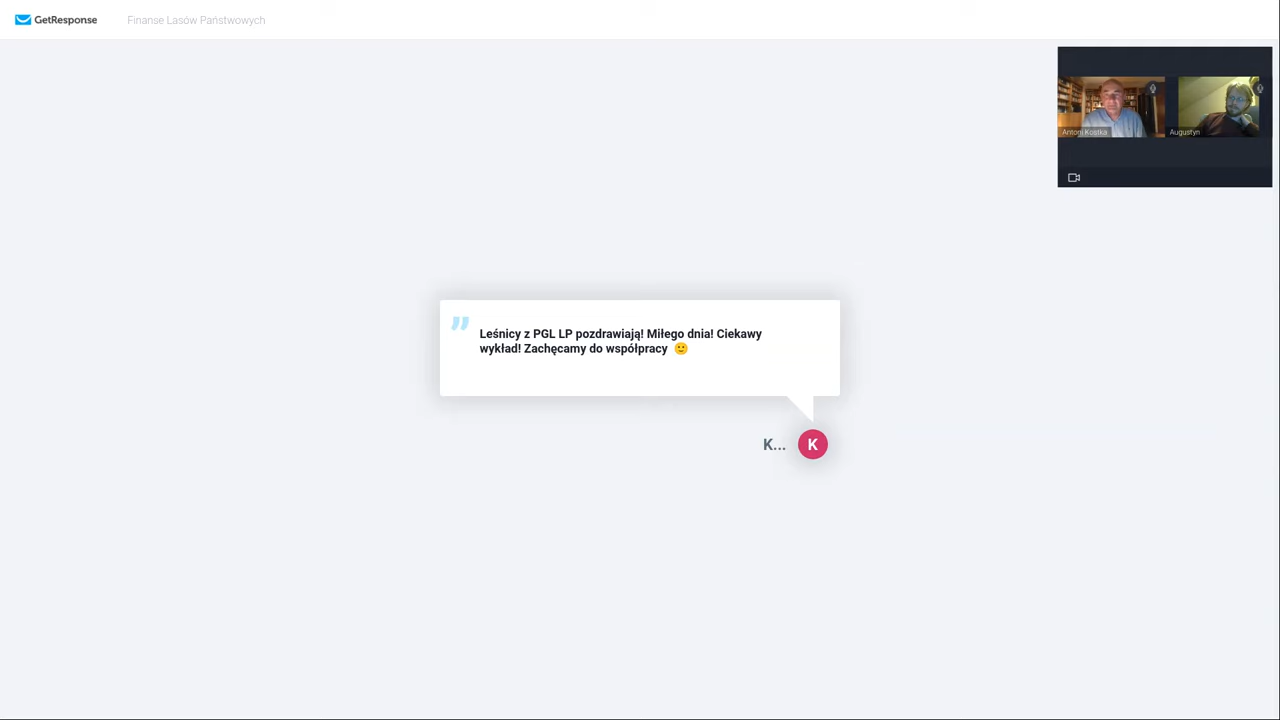 GetResponse
Finanse Lasów Państwowych
Antoni Kostka
Augustyn
Leśnicy z PGL LP pozdrawiają! Miłego dnia! Ciekawy
wykład! Zachęcamy do współpracy 🙂
K...
K